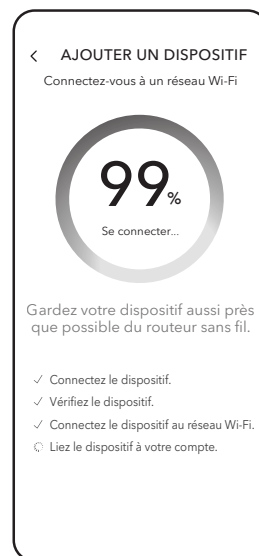 AJOUTER UN DISPOSITIF
Connectez-vous à un réseau Wi-Fi
99%
Se connecter...
Gardez votre dispositif aussi près
que possible du routeur sans fil.
Connectez le dispositif.
Vérifiez le dispositif.
Connectez le dispositif au réseau Wi-Fi.
Liez le dispositif à votre compte.